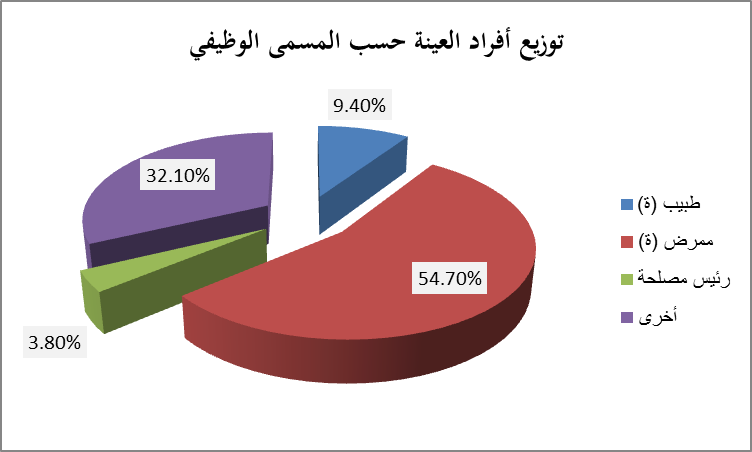 توزيع أفراد العينة حسب المسمى الوظيفي
9.40%
32.10%
54.70%
3.80%
طبيب (ة)
ممرض (ة)
رئيس مصلحة
أخرى